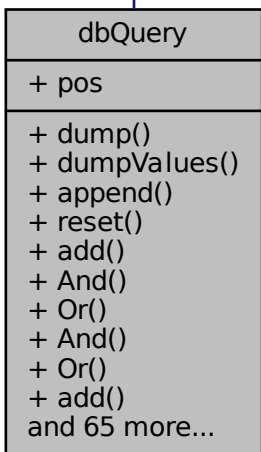 dbQuery
+ pos
+ dump()
+ dumpValues()
+ append()
+ reset()
+ add()
+ And()
+ Or()
+ And()
+ Or()
+ add()
and 65 more...